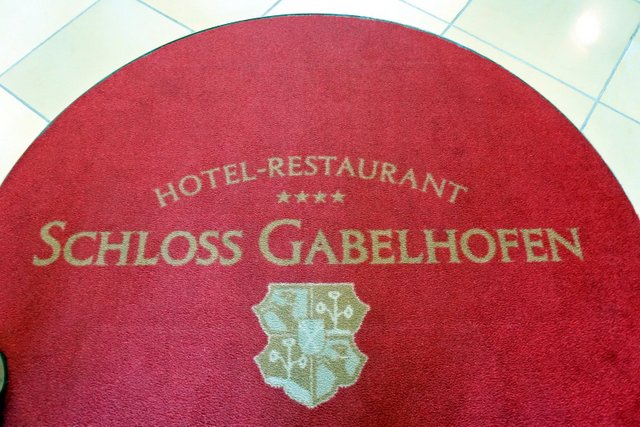 HOTEL-RESTAURANT
★★★★
SCHLOSS GABELHOFEN